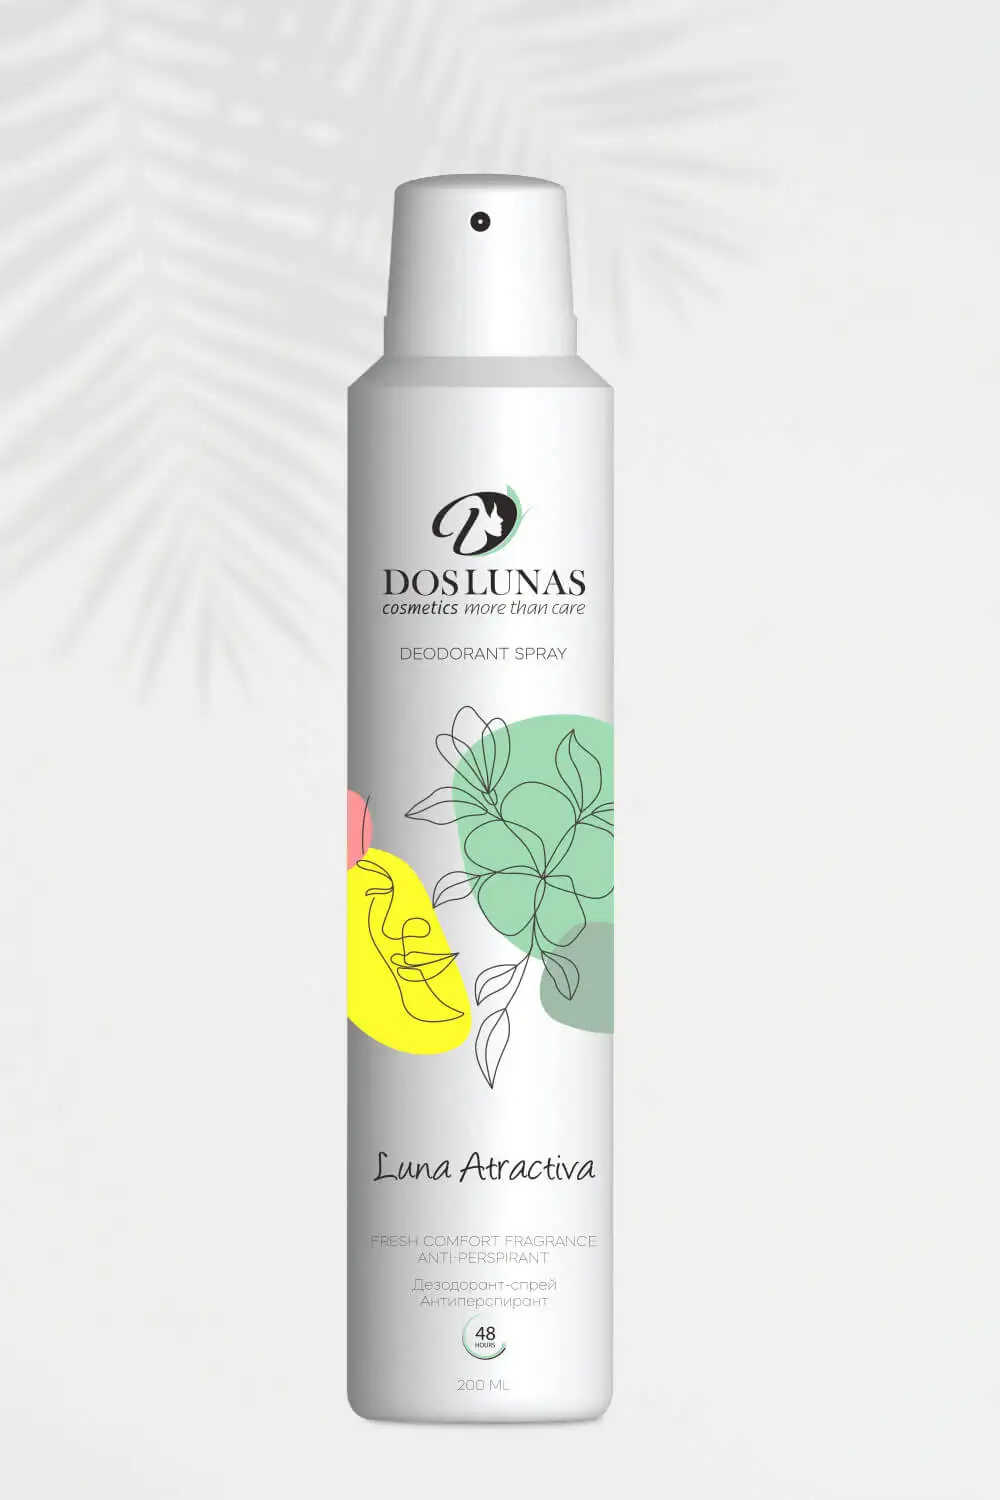 DOS LUNAS
cosmetics more than care
DEODORANT SPRAY
Luna Atractiva
FRESH COMFORT FRAGRANCE
ANTI-PERSPIRANT
Дезодорант-спрей
Антиперспирант
48
HOURS
200 ML